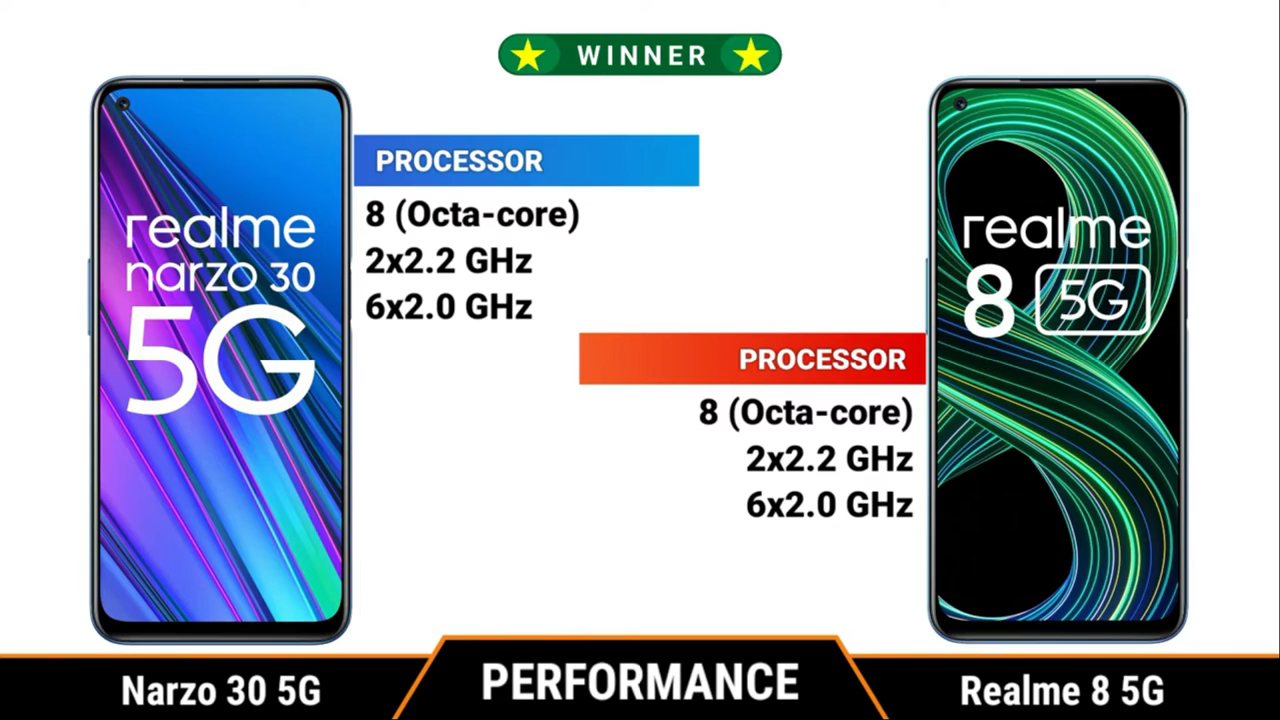 WINNER
realme
narzo 30
5G
PROCESSOR
8 (Octa-core)
2x2.2 GHz
6x2.0 GHz
PROCESSOR
8 (Octa-core)
2x2.2 GHz
6x2.0 GHz
realme
8 5G
Narzo 30 5G
PERFORMANCE
Realme 8 5G